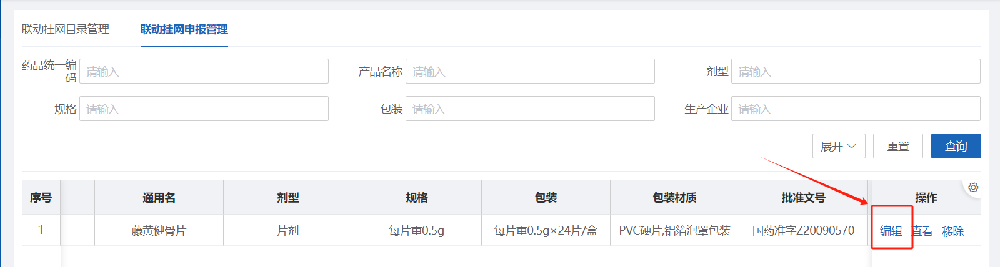 联动挂网目录管理 联动挂网申报管理
药品统一编码 请输入 产品名称 请输入 剂型 请输入
规格 请输入 包装 请输入 生产企业 请输入
展开 重置 查询
序号 通用名 剂型 规格 包装 包装材质 批准文号 操作
1 藤黄健骨片 片剂 每片重0.5g 每片重0.5g×24片/盒 PVC硬片,铝箔泡罩包装 国药准字Z20090570 编辑 查看 移除